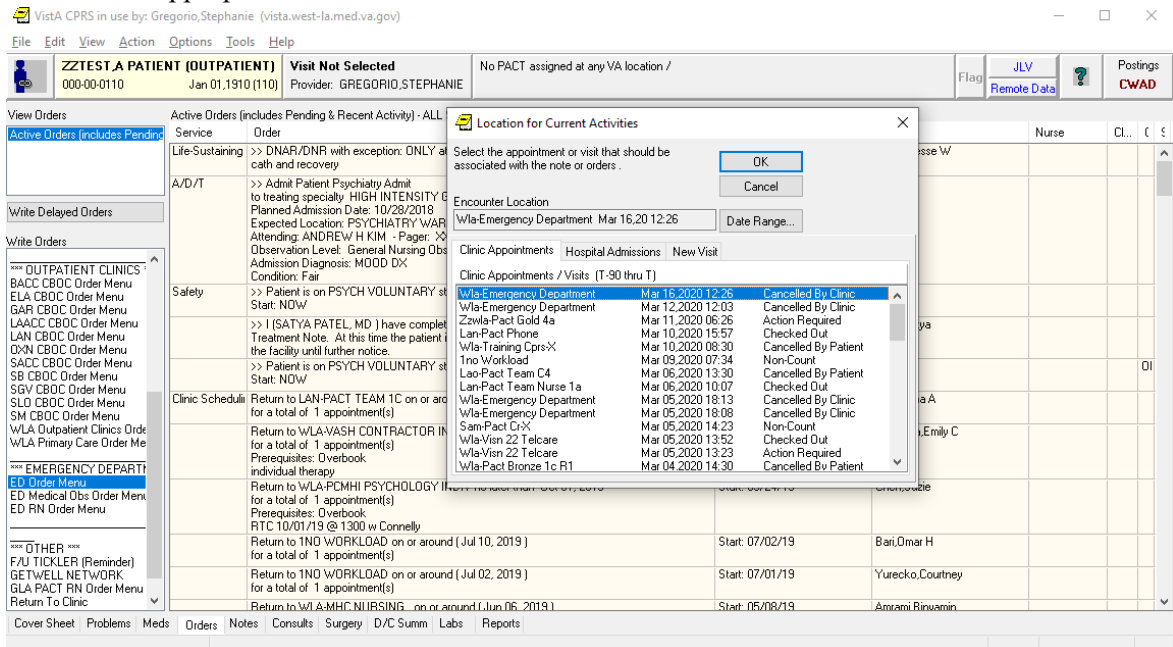 VistA CPRS in use by: Gregorio,Stephanie (vista.west-la.med.va.gov)
File Edit View Action Options Tools Help
ZZTEST,A PATIENT (OUTPATIENT)
000-00-0110 Jan 01,1910 (110)
Visit Not Selected
Provider: GREGORIO,STEPHANIE
No PACT assigned at any VA location /
Flag
JLV
Remote Data
?
Postings
CWAD
View Orders
Active Orders (includes Pending
Write Delayed Orders
Write Orders
*** OUTPATIENT CLINICS *
BACC CBOC Order Menu
ELA CBOC Order Menu
GAR CBOC Order Menu
LAACC CBOC Order Menu
LAN CBOC Order Menu
OXN CBOC Order Menu
SACC CBOC Order Menu
SB CBOC Order Menu
SGV CBOC Order Menu
SLO CBOC Order Menu
SM CBOC Order Menu
WLA Outpatient Clinics Orde
WLA Primary Care Order Me
*** EMERGENCY DEPARTM
ED Order Menu
ED Medical Obs Order Menu
ED RN Order Menu
*** OTHER ***
F/U TICKLER (Reminder)
GETWELL NETWORK
GLA PACT RN Order Menu
Return To Clinic
Active Orders (includes Pending & Recent Activity) - ALL
Service Order Nurse Cl...
Life-Sustaining >> DNAR/DNR with exception: ONLY at
cath and recovery
esse W
A/D/T >> Admit Patient Psychiatry Admit
to treating specialty HIGH INTENSITY G
Planned Admission Date: 10/28/2018
Expected Location: PSYCHIATRY WAR
Attending: ANDREW H KIM - Pager:
Observation Level: General Nursing Obs
Admission Diagnosis: MOOD DX
Condition: Fair
Safety >> Patient is on PSYCH VOLUNTARY st
Start: NOW
>> I (SATYA PATEL, MD ) have complet
Treatment Note. At this time the patient i
the facility until further notice.
ya
>> Patient is on PSYCH VOLUNTARY st
Start: NOW
Clinic Schedulin Return to LAN-PACT TEAM 1C on or aro
for a total of 1 appointment(s)
a A
Return to WLA-VASH CONTRACTOR IN
for a total of 1 appointment(s)
Prerequisites: Overbook
individual therapy
,Emily C
Return to WLA-PCMHI PSYCHOLOGY
for a total of 1 appointment(s)
Prerequisites: Overbook
RTC 10/01/19 @ 1300 w Connelly
Return to 1NO WORKLOAD on or around ( Jul 10, 2019 ) Start: 07/02/19 Bari,Omar H
for a total of 1 appointment(s)
Return to 1NO WORKLOAD on or around ( Jul 02, 2019 ) Start: 07/01/19 Yurecko,Courtney
for a total of 1 appointment(s)
Return to WLA-MHC NURSING on or around ( Jun 06, 2019 ) Start: 05/08/19 Amrami,Binyamin
Location for Current Activities
Select the appointment or visit that should be
associated with the note or orders .
OK
Cancel
Encounter Location
Wla-Emergency Department Mar 16,20 12:26
Date Range...
Clinic Appointments Hospital Admissions New Visit
Clinic Appointments / Visits (T-90 thru T)
Wla-Emergency Department Mar 16,2020 12:26 Cancelled By Clinic
Wla-Emergency Department Mar 12,2020 12:03 Cancelled By Clinic
Zzwla-Pact Gold 4a Mar 11,2020 06:26 Action Required
Lan-Pact Phone Mar 10,2020 15:57 Checked Out
Wla-Training Cprs-X Mar 10,2020 08:30 Cancelled By Patient
1no Workload Mar 09,2020 07:34 Non-Count
Lao-Pact Team C4 Mar 06,2020 13:30 Cancelled By Patient
Lan-Pact Team Nurse 1a Mar 06,2020 10:07 Checked Out
Wla-Emergency Department Mar 05,2020 18:13 Cancelled By Clinic
Wla-Emergency Department Mar 05,2020 18:08 Cancelled By Clinic
Sam-Pact Cr-X Mar 05,2020 14:23 Non-Count
Wla-Visn 22 Telcare Mar 05,2020 13:52 Checked Out
Wla-Visn 22 Telcare Mar 05,2020 13:23 Action Required
Wla-Pact Bronze 1c R1 Mar 04,2020 14:30 Cancelled By Patient
Cover Sheet Problems Meds Orders Notes Consults Surgery D/C Summ Labs Reports